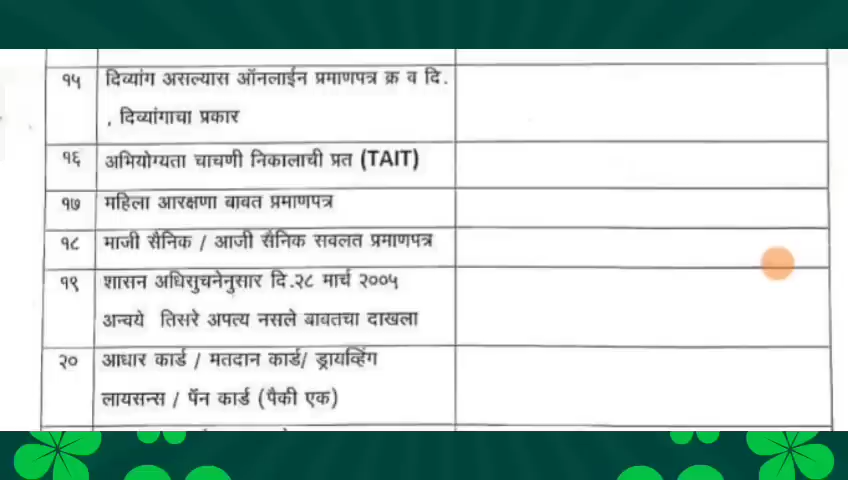 १५ दिव्यांग असल्यास ऑनलाईन प्रमाणपत्र क्र व दि.
, दिव्यांगाचा प्रकार
१६ अभियोग्यता चाचणी निकालाची प्रत (TAIT)
१७ महिला आरक्षणा बाबत प्रमाणपत्र
१८ माजी सैनिक / आजी सैनिक सवलत प्रमाणपत्र
१९ शासन अधिसुचनेनुसार दि.२८ मार्च २००५
अन्वये तिसरे अपत्य नसले बाबतचा दाखला
२० आधार कार्ड / मतदान कार्ड/ ड्रायव्हिंग
लायसन्स / पॅन कार्ड (पैकी एक)